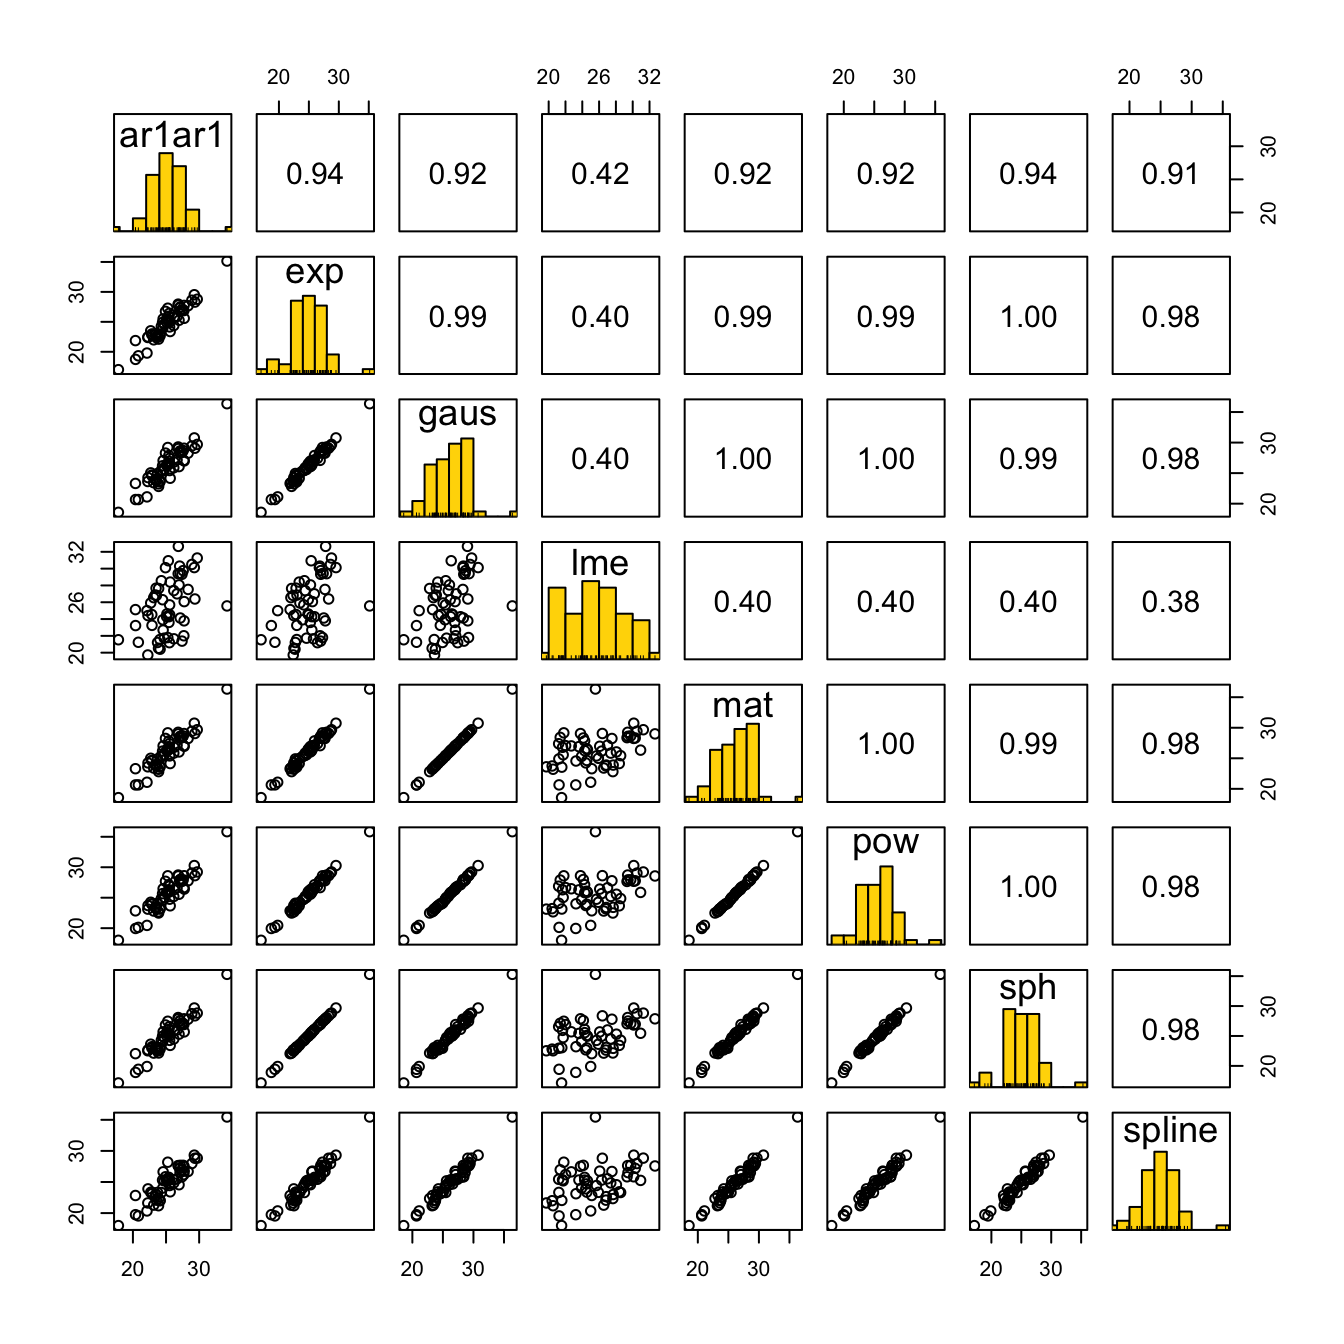 20 30 20 26 32 20 30 20 30
ar1ar1 0.94 0.92 0.42 0.92 0.92 0.94 0.91 20 30
20 30 exp 0.99 0.40 0.99 0.99 1.00 0.98
gaus 0.40 1.00 1.00 0.99 0.98 20 30
20 26 32 lme 0.40 0.40 0.40 0.38
mat 1.00 0.99 0.98 20 30
20 30 pow 1.00 0.98
sph 0.98 20 30
20 30 spline
20 30 20 30 20 30 20 30